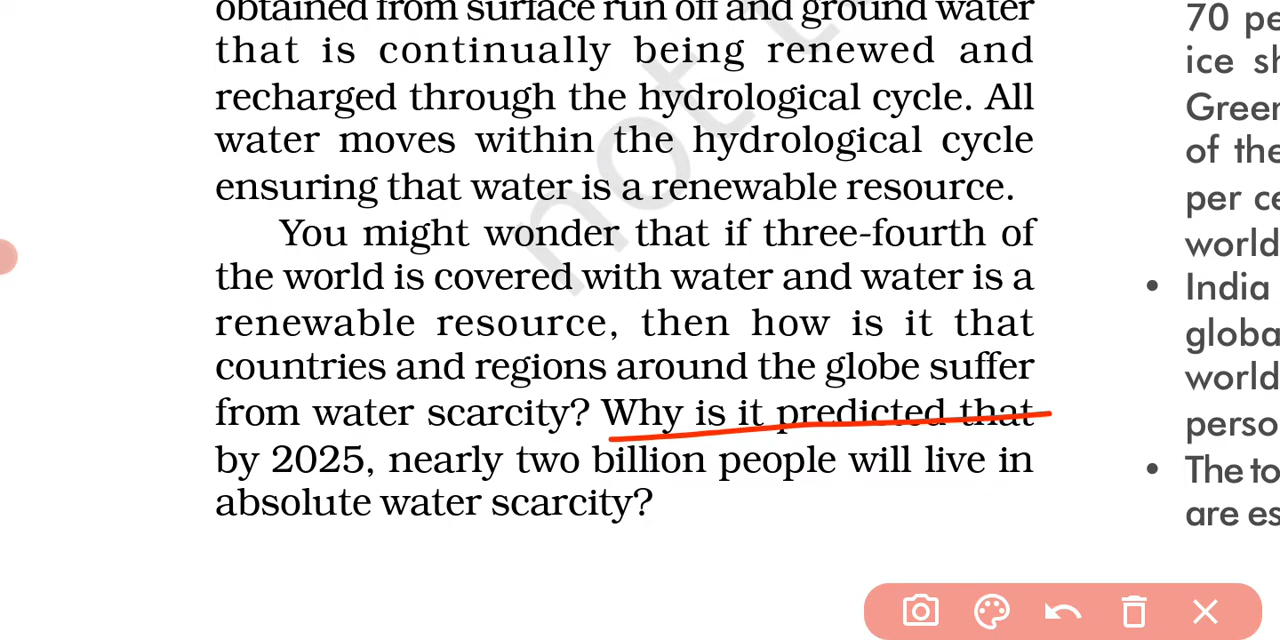 obtained from surface run off and ground water
that is continually being renewed and
recharged through the hydrological cycle. All
water moves within the hydrological cycle
ensuring that water is a renewable resource.
You might wonder that if three-fourth of
the world is covered with water and water is a
renewable resource, then how is it that
countries and regions around the globe suffer
from water scarcity? Why is it predicted that
by 2025, nearly two billion people will live in
absolute water scarcity?
not t
70 pe
ice sh
Green
of the
per ce
world
• India
globa
world
perso
• The to
are es